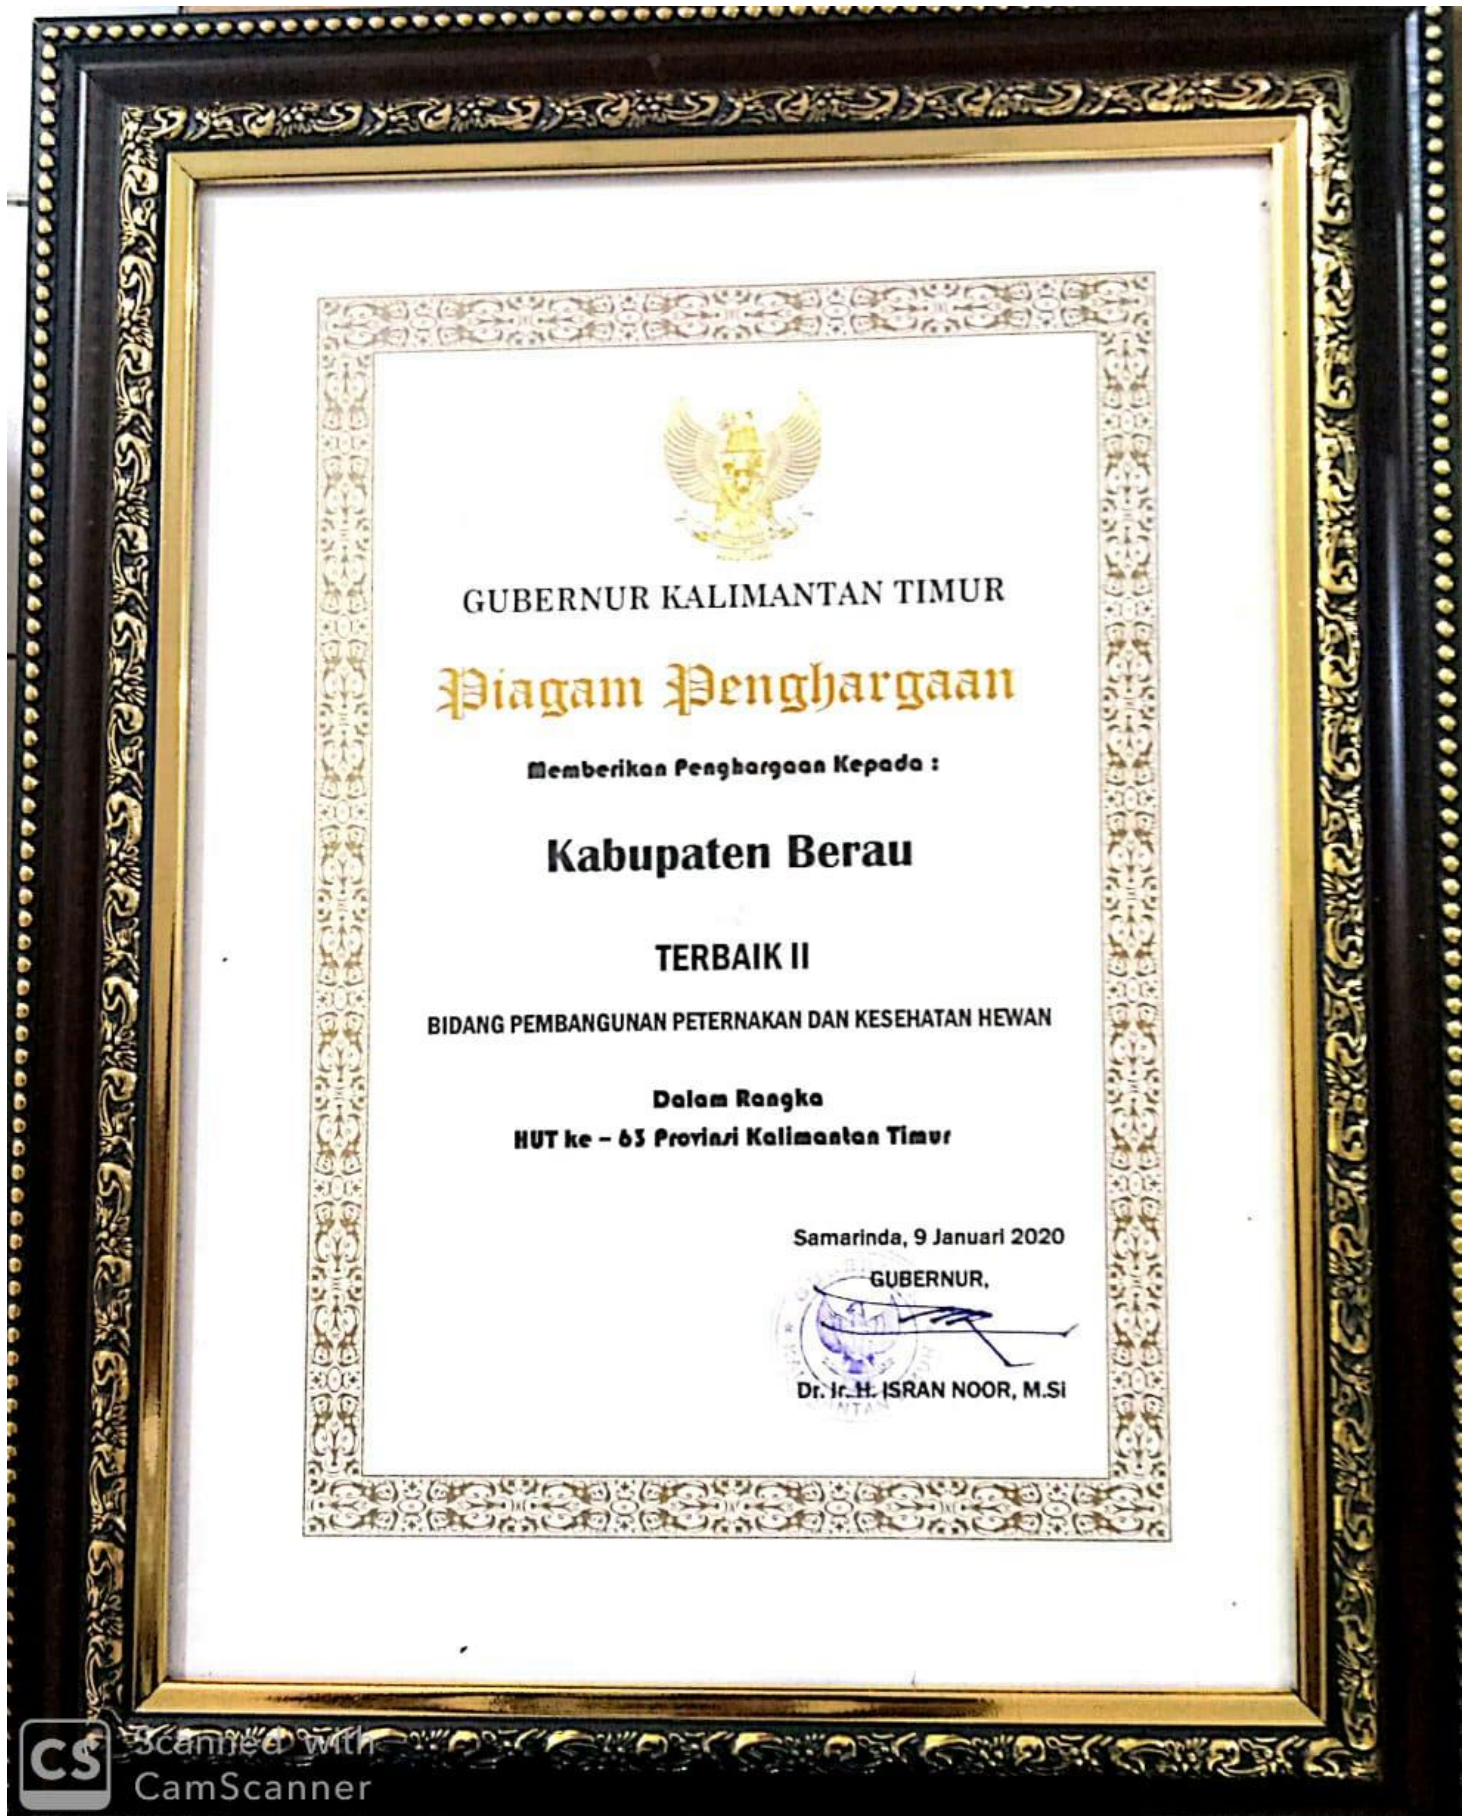 GUBERNUR KALIMANTAN TIMUR
Piagam Penghargaan
Memberikan Penghargaan Kepada :
Kabupaten Berau
TERBAIK II
BIDANG PEMBANGUNAN PETERNAKAN DAN KESEHATAN HEWAN
Dalam Rangka
HUT ke – 63 Provinsi Kalimantan Timur
Samarinda, 9 Januari 2020
GUBERNUR,
Dr. Ir. H. ISRAN NOOR, M.Si
CS
Scanned with
CamScanner